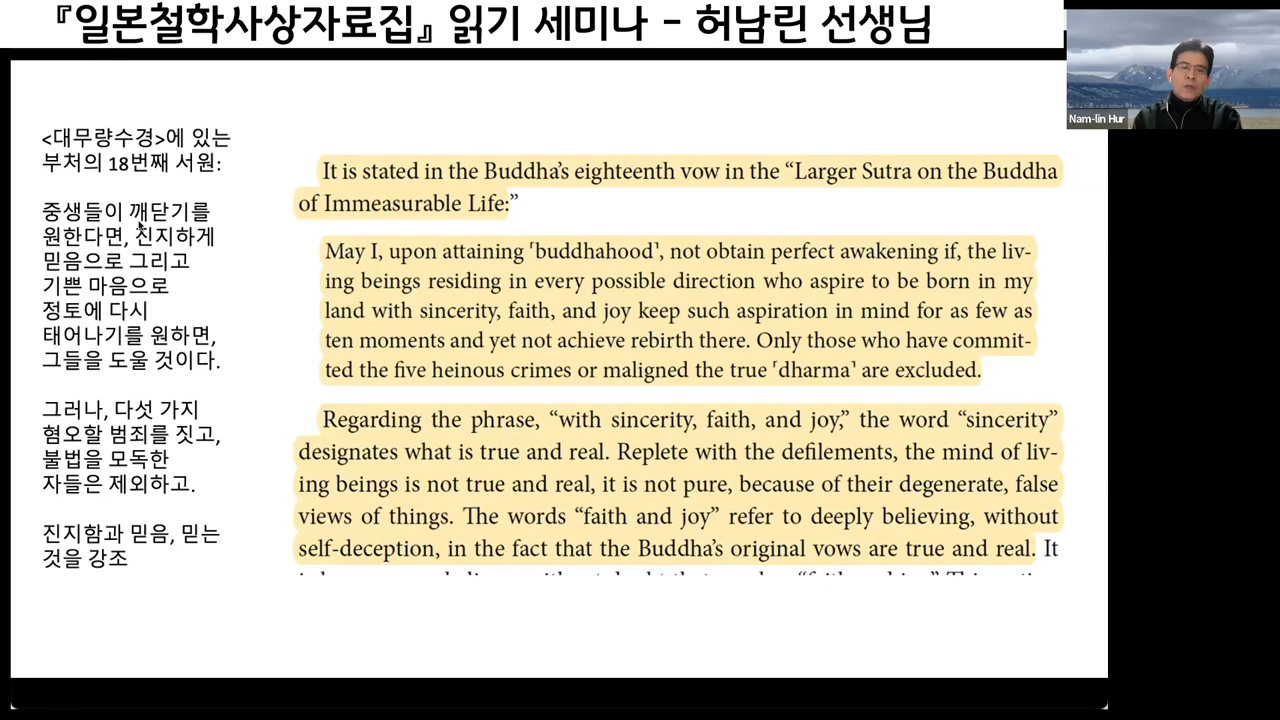 『일본철학사상자료집』 읽기 세미나 - 허남린 선생님
Nam-lin Hur
<대무량수경>에 있는
부처의 18번째 서원:
중생들이 깨닫기를
원한다면, 진지하게
믿음으로 그리고
기쁜 마음으로
정토에 다시
태어나기를 원하면,
그들을 도울 것이다.
그러나, 다섯 가지
혐오할 범죄를 짓고,
불법을 모독한
자들은 제외하고.
진지함과 믿음, 믿는
것을 강조
It is stated in the Buddha’s eighteenth vow in the “Larger Sutra on the Buddha
of Immeasurable Life:”
May I, upon attaining ⌜buddhahood⌝, not obtain perfect awakening if, the liv-
ing beings residing in every possible direction who aspire to be born in my
land with sincerity, faith, and joy keep such aspiration in mind for as few as
ten moments and yet not achieve rebirth there. Only those who have commit-
ted the five heinous crimes or maligned the true ⌜dharma⌝ are excluded.
Regarding the phrase, “with sincerity, faith, and joy,” the word “sincerity”
designates what is true and real. Replete with the defilements, the mind of liv-
ing beings is not true and real, it is not pure, because of their degenerate, false
views of things. The words “faith and joy” refer to deeply believing, without
self-deception, in the fact that the Buddha’s original vows are true and real. It